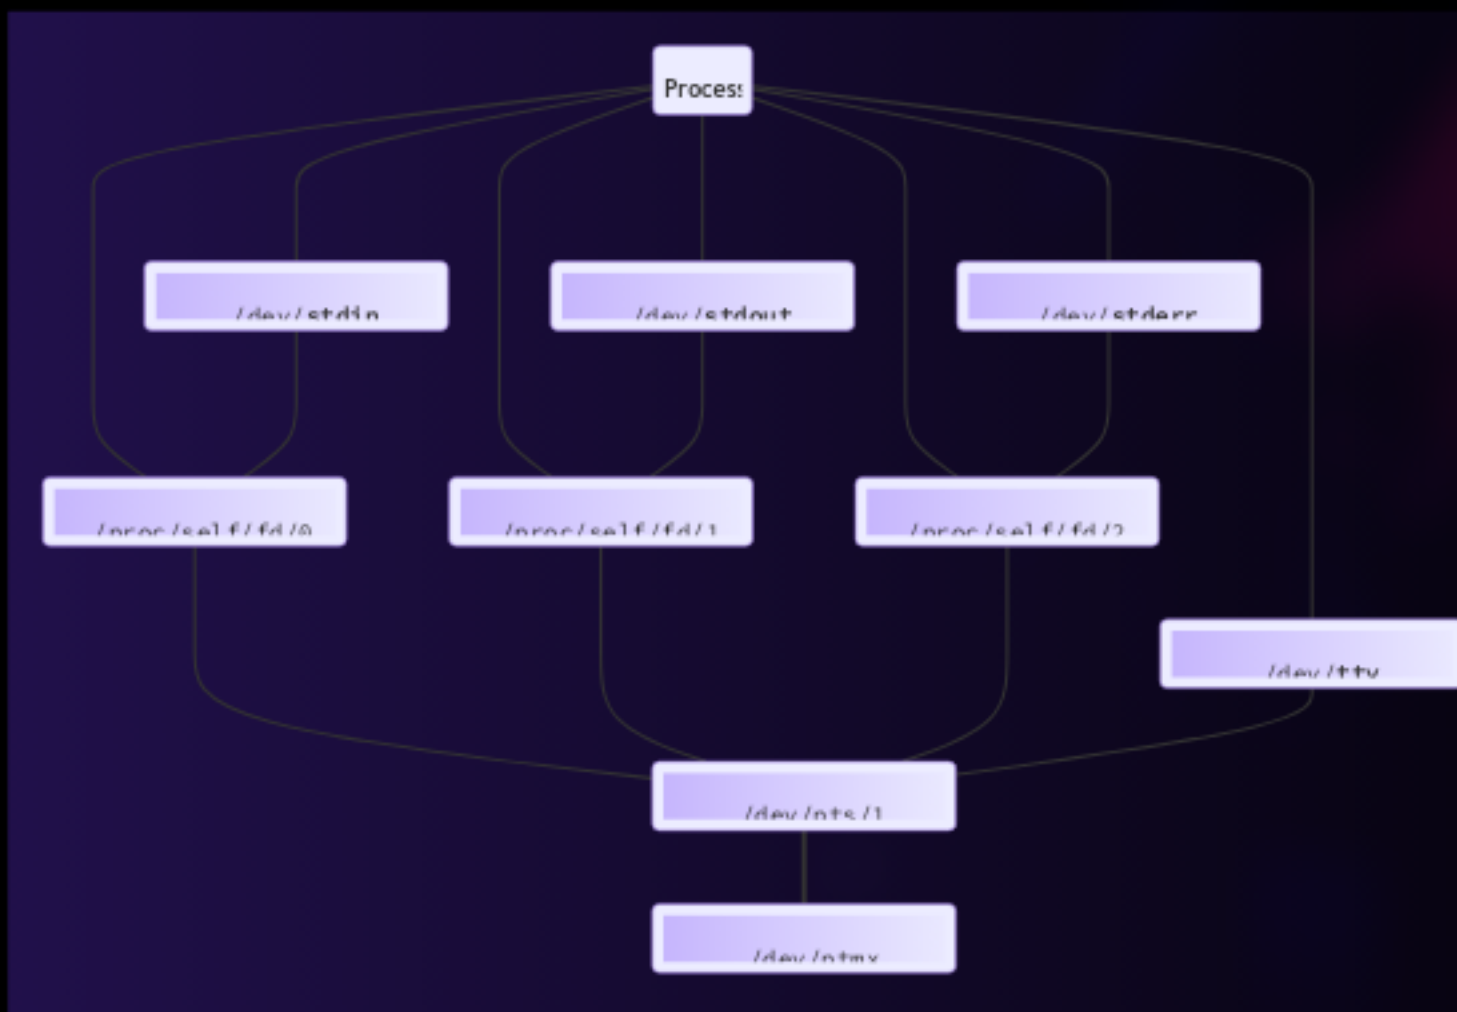 Process
/dev/stdin
/dev/stdout
/dev/stderr
/proc/self/fd/0
/proc/self/fd/1
/proc/self/fd/2
/dev/tty
/dev/pts/1
/dev/ptmx